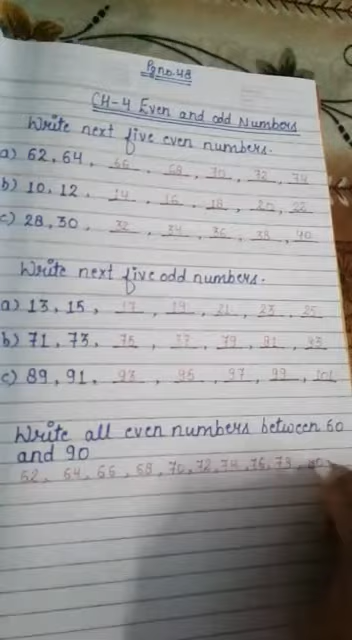 Pg no. 48
CH-4 Even and odd Numbers
Write next five even numbers.
a) 62, 64, 66, 68, 70, 72, 74
b) 10, 12, 14, 16, 18, 20, 22
c) 28, 30, 32, 34, 36, 38, 40
Write next five odd numbers.
a) 13, 15, 17, 19, 21, 23, 25
b) 71, 73, 75, 77, 79, 81, 83
c) 89, 91, 93, 95, 97, 99, 101
Write all even numbers between 60
and 90
62, 64, 66, 68, 70, 72, 74, 76, 78, 80